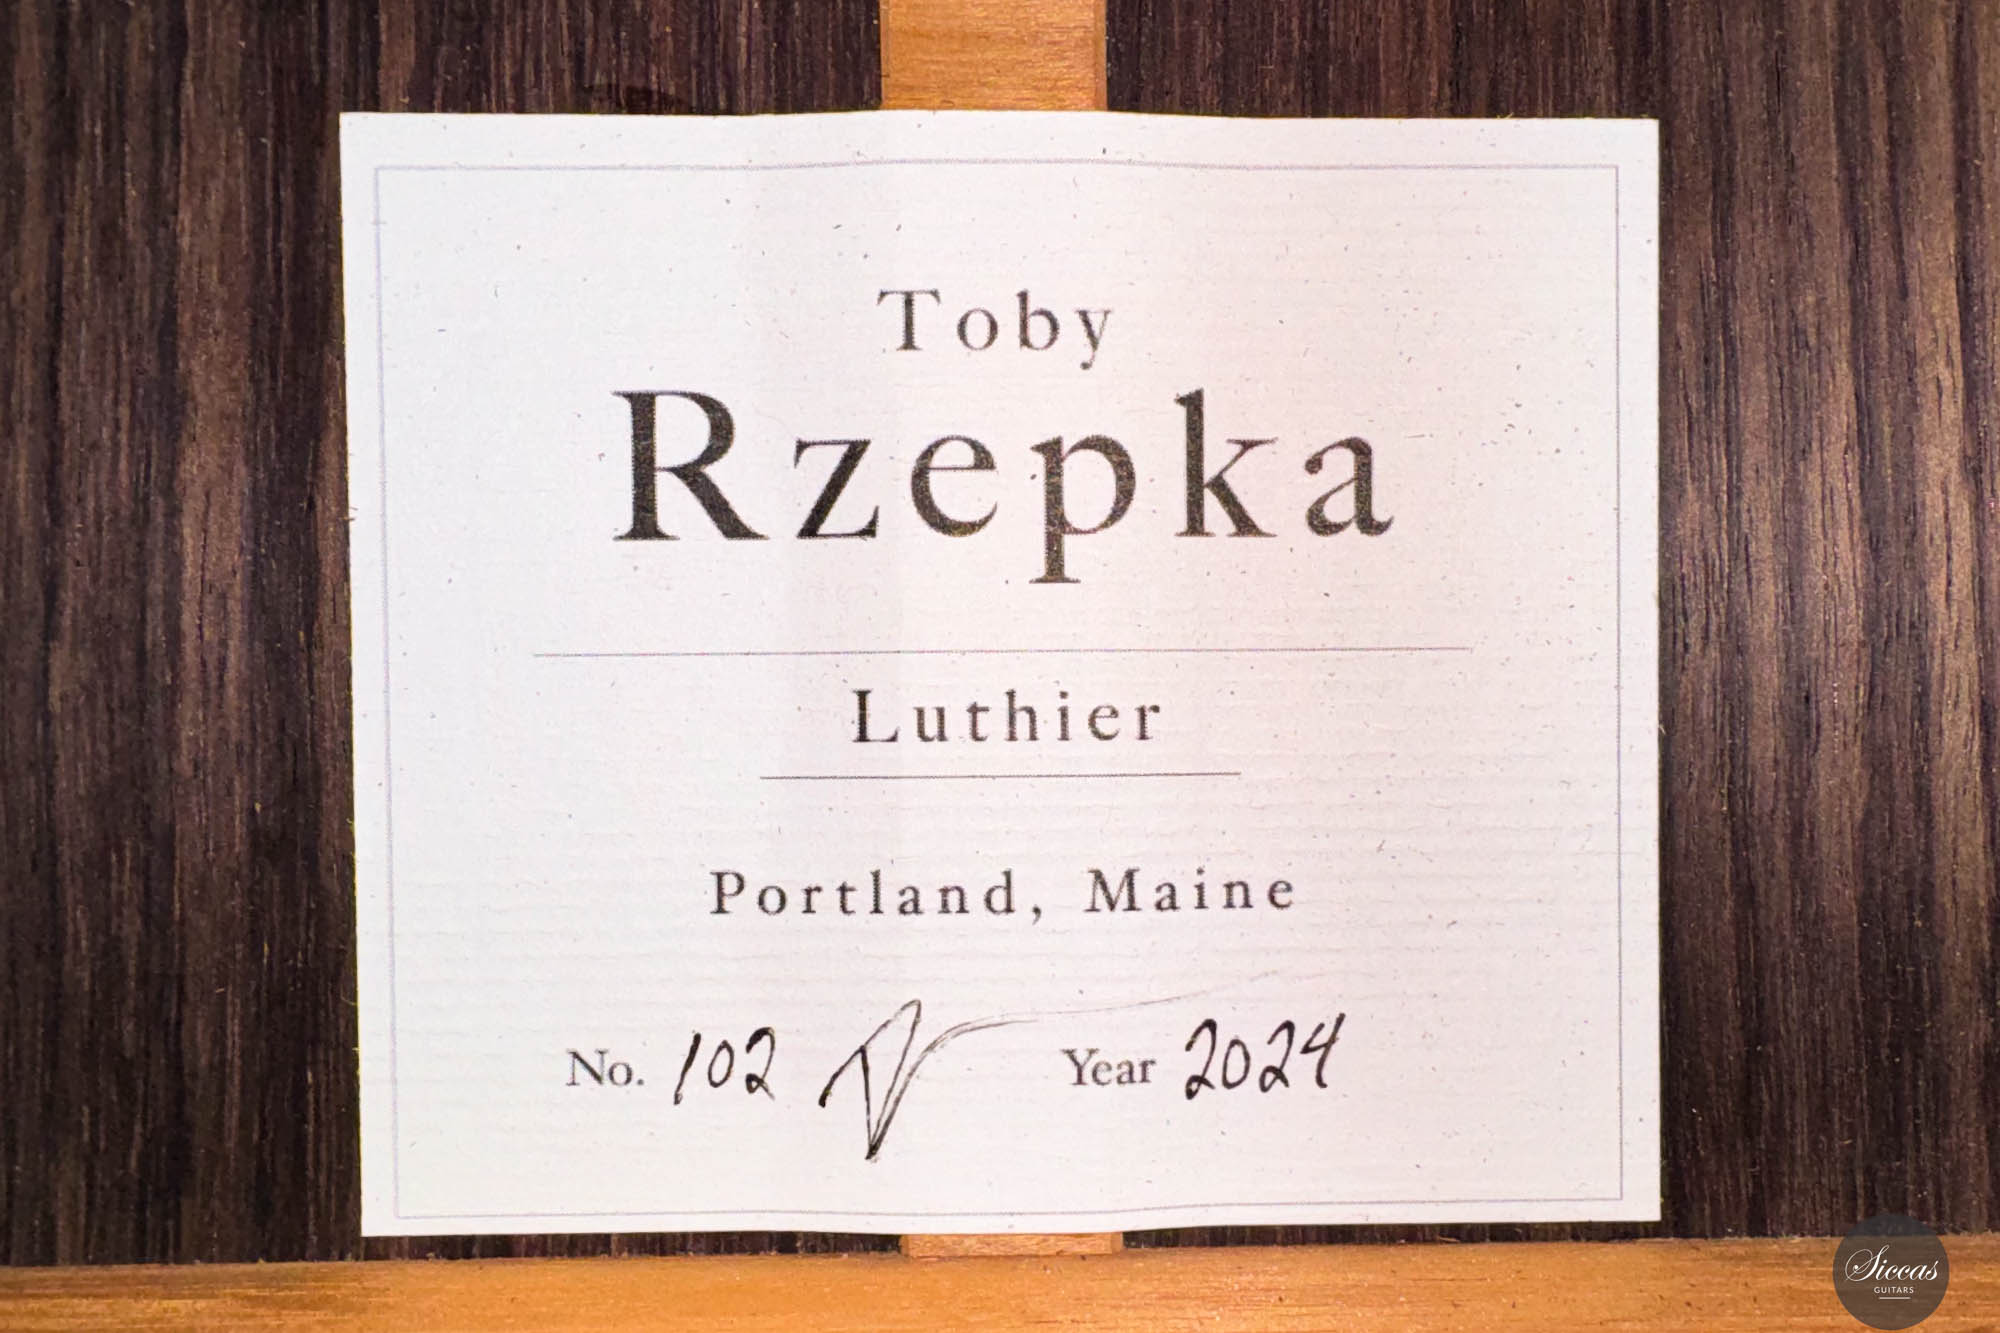 Toby
Rzepka
Luthier
Portland, Maine
No. 102 Year 2024
Siccas
GUITARS